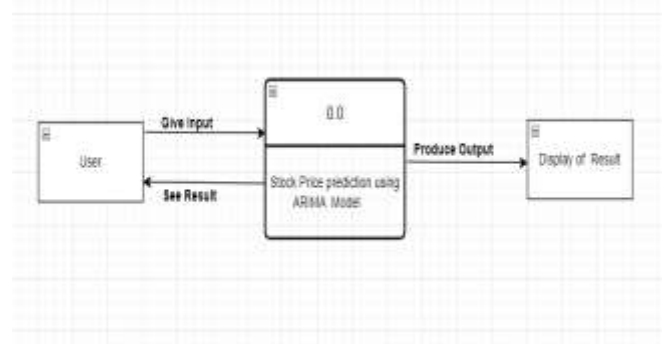 Give Input
0.0
User
Produce Output
Display of Result
See Result
Stock Price prediction using
ARIMA Model